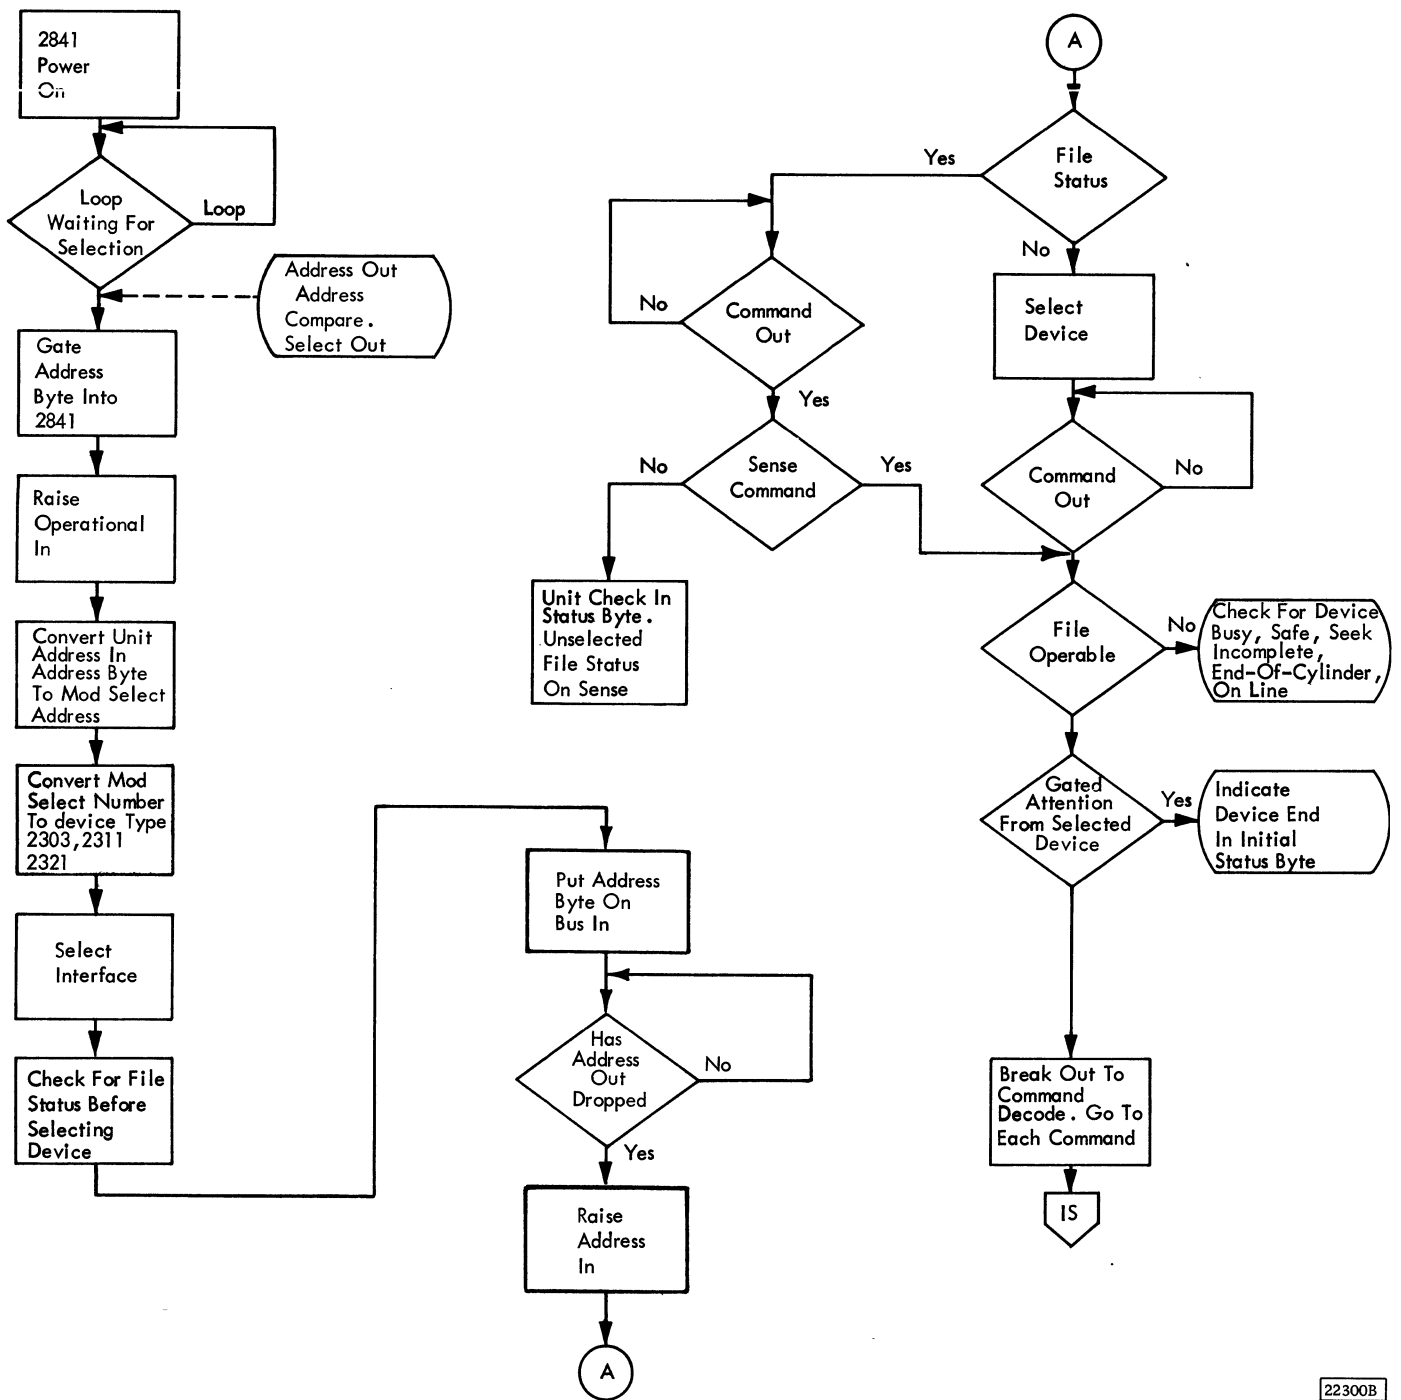 2841
Power
On
Loop
Waiting For
Selection
Loop
Address Out
Address
Compare.
Select Out
Gate
Address
Byte Into
2841
Raise
Operational
In
Convert Unit
Address In
Address Byte
To Mod Select
Address
Convert Mod
Select Number
To device Type
2303,2311
2321
Select
Interface
Check For File
Status Before
Selecting
Device
Put Address
Byte On
Bus In
Has
Address
Out
Dropped
No
Yes
Raise
Address
In
A
A
File
Status
Yes
No
Command
Out
No
Yes
Sense
Command
No
Yes
Unit Check In
Status Byte.
Unselected
File Status
On Sense
Select
Device
Command
Out
No
File
Operable
No
Check For Device
Busy, Safe, Seek
Incomplete,
End-Of-Cylinder,
On Line
Gated
Attention
From Selected
Device
Yes
Indicate
Device End
In Initial
Status Byte
Break Out To
Command
Decode. Go To
Each Command
IS
22300B